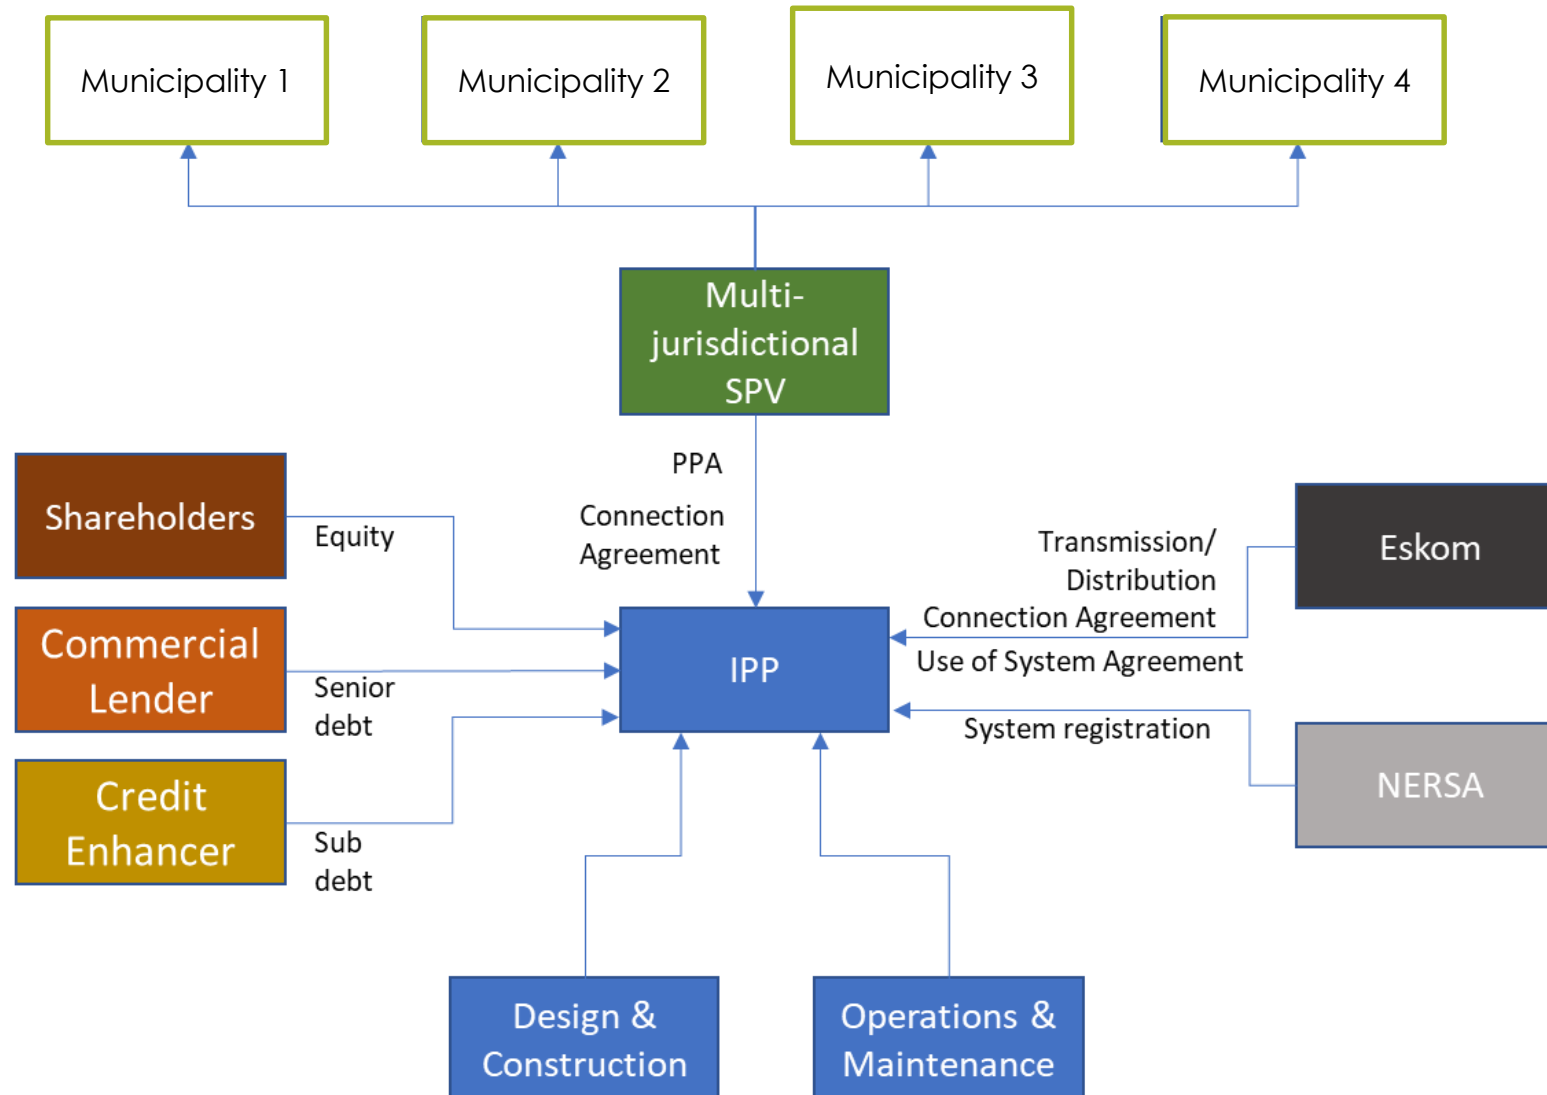 Municipality 1
Municipality 2
Municipality 3
Municipality 4
Multi-
jurisdictional
SPV
PPA
Connection
Agreement
Shareholders
Equity
Commercial
Lender
Senior
debt
Credit
Enhancer
Sub
debt
IPP
Transmission/
Distribution
Connection Agreement
Use of System Agreement
Eskom
System registration
NERSA
Design &
Construction
Operations &
Maintenance